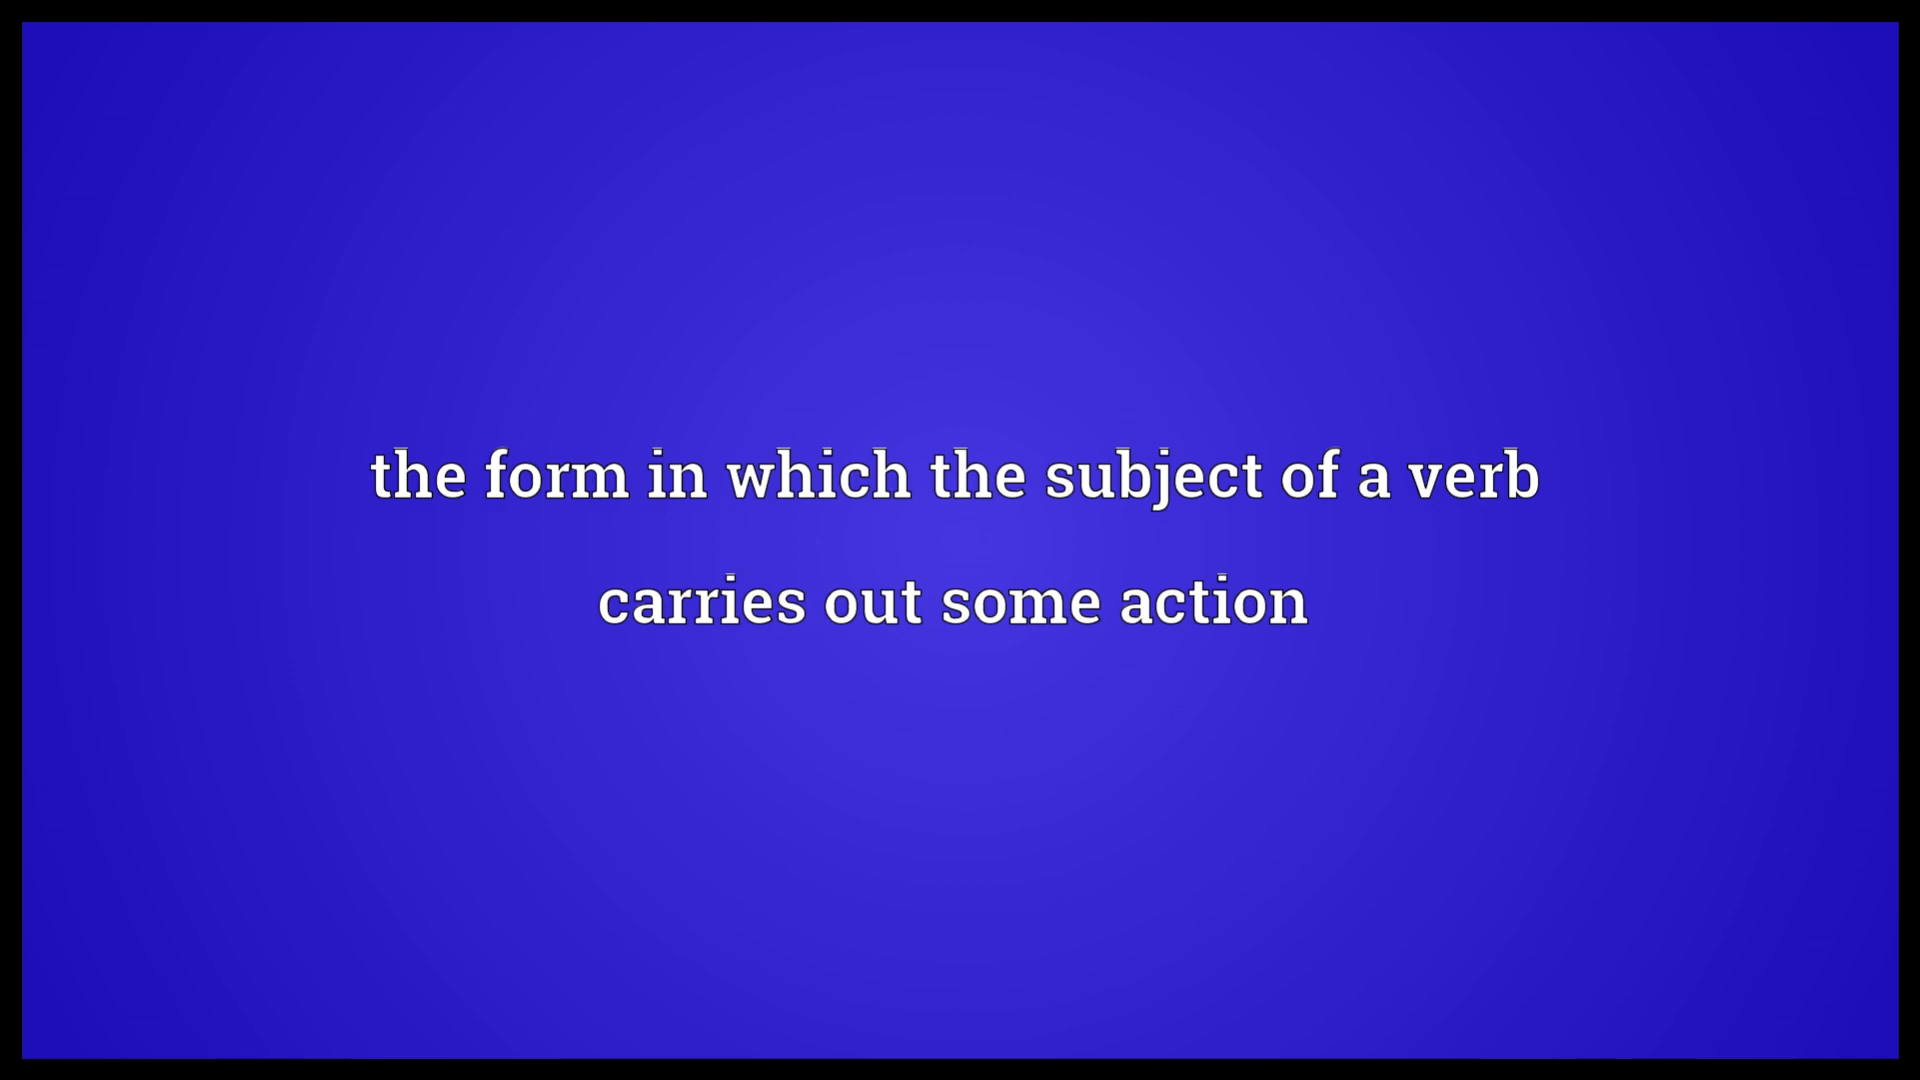 the form in which the subject of a verb
carries out some action